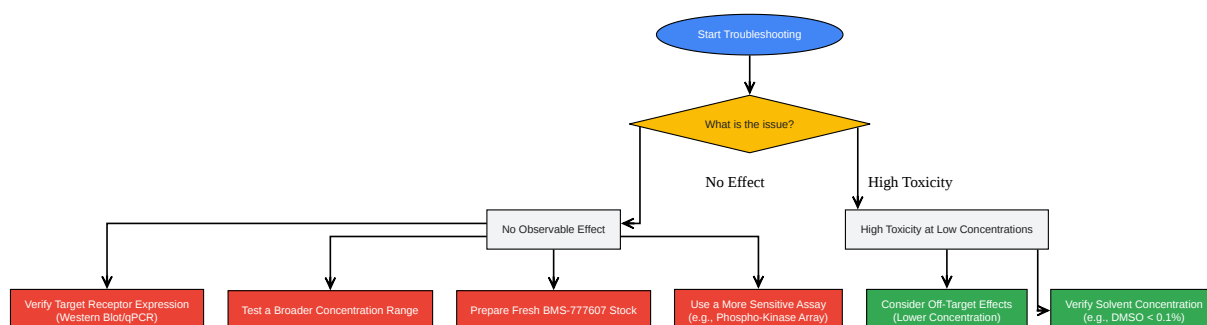 Start Troubleshooting
What is the issue?
No Effect
High Toxicity
No Observable Effect
High Toxicity at Low Concentrations
Verify Target Receptor Expression
(Western Blot/qPCR)
Test a Broader Concentration Range
Prepare Fresh BMS-777607 Stock
Use a More Sensitive Assay
(e.g., Phospho-Kinase Array)
Consider Off-Target Effects
(Lower Concentration)
Verify Solvent Concentration
(e.g., DMSO < 0.1%)